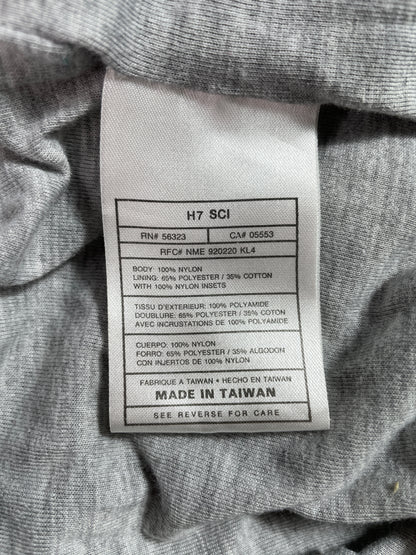 H7 SCI
RN# 56323 CA# 05553
RFC# NME 920220 KL4
BODY: 100% NYLON
LINING: 65% POLYESTER / 35% COTTON
WITH 100% NYLON INSETS
TISSU D'EXTERIEUR: 100% POLYAMIDE
DOUBLURE: 65% POLYESTER / 35% COTON
AVEC INCRUSTATIONS DE 100% POLYAMIDE
CUERPO: 100% NYLON
FORRO: 65% POLYESTER / 35% ALGODON
CON INJERTOS DE 100% NYLON
FABRIQUE A TAIWAN • HECHO EN TAIWAN
MADE IN TAIWAN
SEE REVERSE FOR CARE